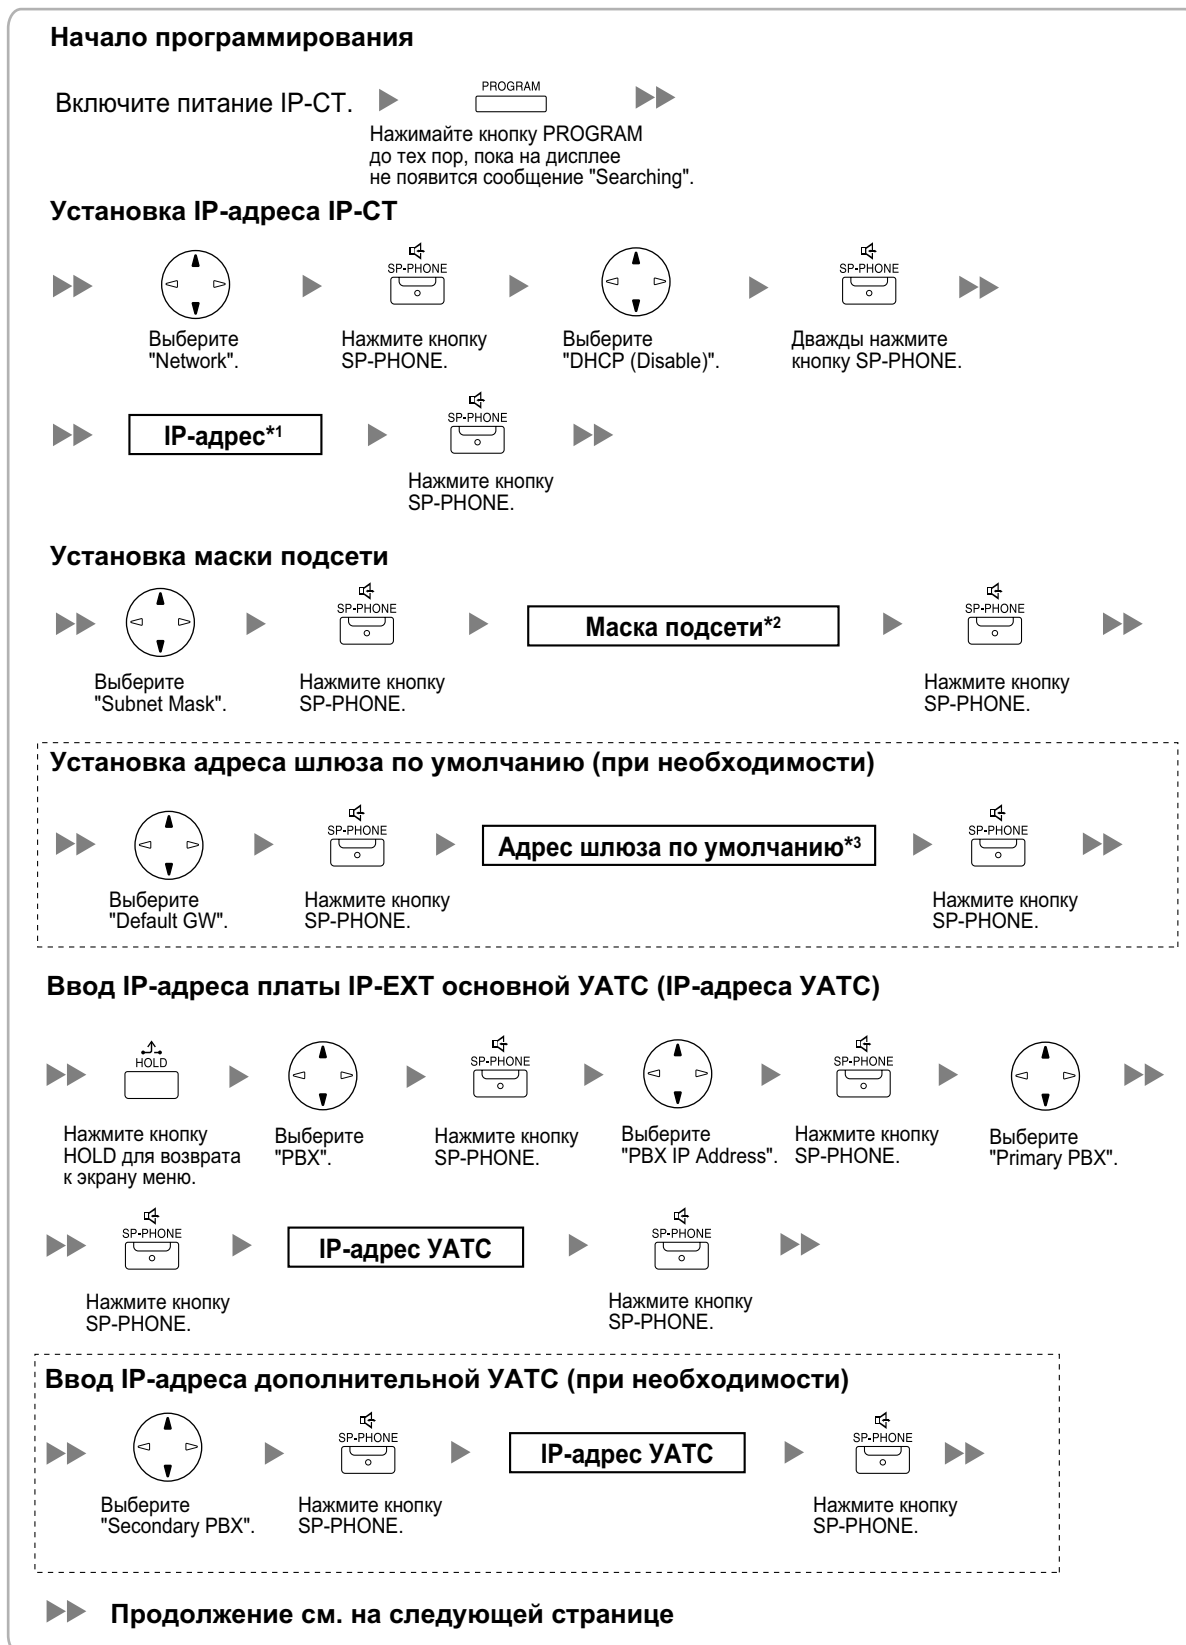 Начало программирования
Включите питание IP-СТ.
PROGRAM
Нажимайте кнопку PROGRAM
до тех пор, пока на дисплее
не появится сообщение "Searching".
Установка IP-адреса IP-СТ
SP-PHONE
SP-PHONE
Выберите
"Network".
Нажмите кнопку
SP-PHONE.
Выберите
"DHCP (Disable)".
Дважды нажмите
кнопку SP-PHONE.
IP-адрес*1
SP-PHONE
Нажмите кнопку
SP-PHONE.
Установка маски подсети
SP-PHONE
Маска подсети*2
SP-PHONE
Выберите
"Subnet Mask".
Нажмите кнопку
SP-PHONE.
Нажмите кнопку
SP-PHONE.
Установка адреса шлюза по умолчанию (при необходимости)
SP-PHONE
Адрес шлюза по умолчанию*3
SP-PHONE
Выберите
"Default GW".
Нажмите кнопку
SP-PHONE.
Нажмите кнопку
SP-PHONE.
Ввод IP-адреса платы IP-EXT основной УАТС (IP-адреса УАТС)
HOLD
SP-PHONE
SP-PHONE
Нажмите кнопку
HOLD для возврата
к экрану меню.
Выберите
"PBX".
Нажмите кнопку
SP-PHONE.
Выберите
"PBX IP Address".
Нажмите кнопку
SP-PHONE.
Выберите
"Primary PBX".
SP-PHONE
IP-адрес УАТС
SP-PHONE
Нажмите кнопку
SP-PHONE.
Нажмите кнопку
SP-PHONE.
Ввод IP-адреса дополнительной УАТС (при необходимости)
SP-PHONE
IP-адрес УАТС
SP-PHONE
Выберите
"Secondary PBX".
Нажмите кнопку
SP-PHONE.
Нажмите кнопку
SP-PHONE.
Продолжение см. на следующей странице